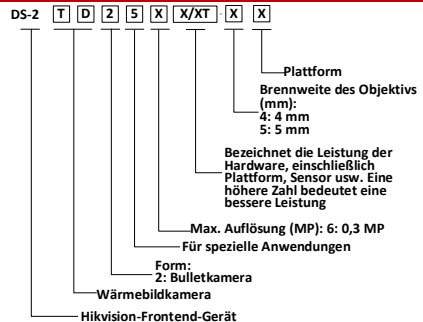 DS-2 T D 2 5 X X/XT - X X
Plattform
Brennweite des Objektivs
(mm):
4: 4 mm
5: 5 mm
Bezeichnet die Leistung der
Hardware, einschließlich
Plattform, Sensor usw. Eine
höhere Zahl bedeutet eine
bessere Leistung
Max. Auflösung (MP): 6: 0,3 MP
Für spezielle Anwendungen
Form:
2: Bulletkamera
Wärmebildkamera
Hikvision-Frontend-Gerät